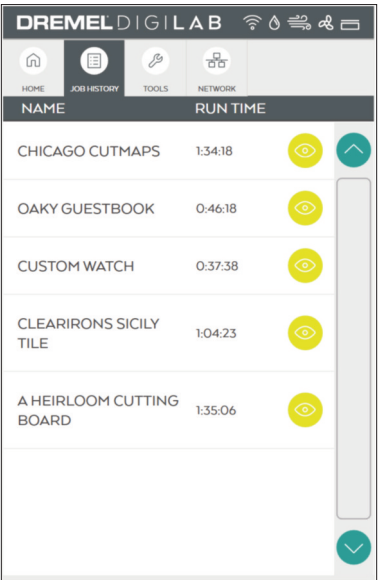 DREMEL DIGILAB
HOME JOB HISTORY TOOLS NETWORK
NAME RUN TIME
CHICAGO CUTMAPS 1:34:18
OAKY GUESTBOOK 0:46:18
CUSTOM WATCH 0:37:38
CLEARIRONS SICILY
TILE 1:04:23
A HEIRLOOM CUTTING
BOARD 1:35:06